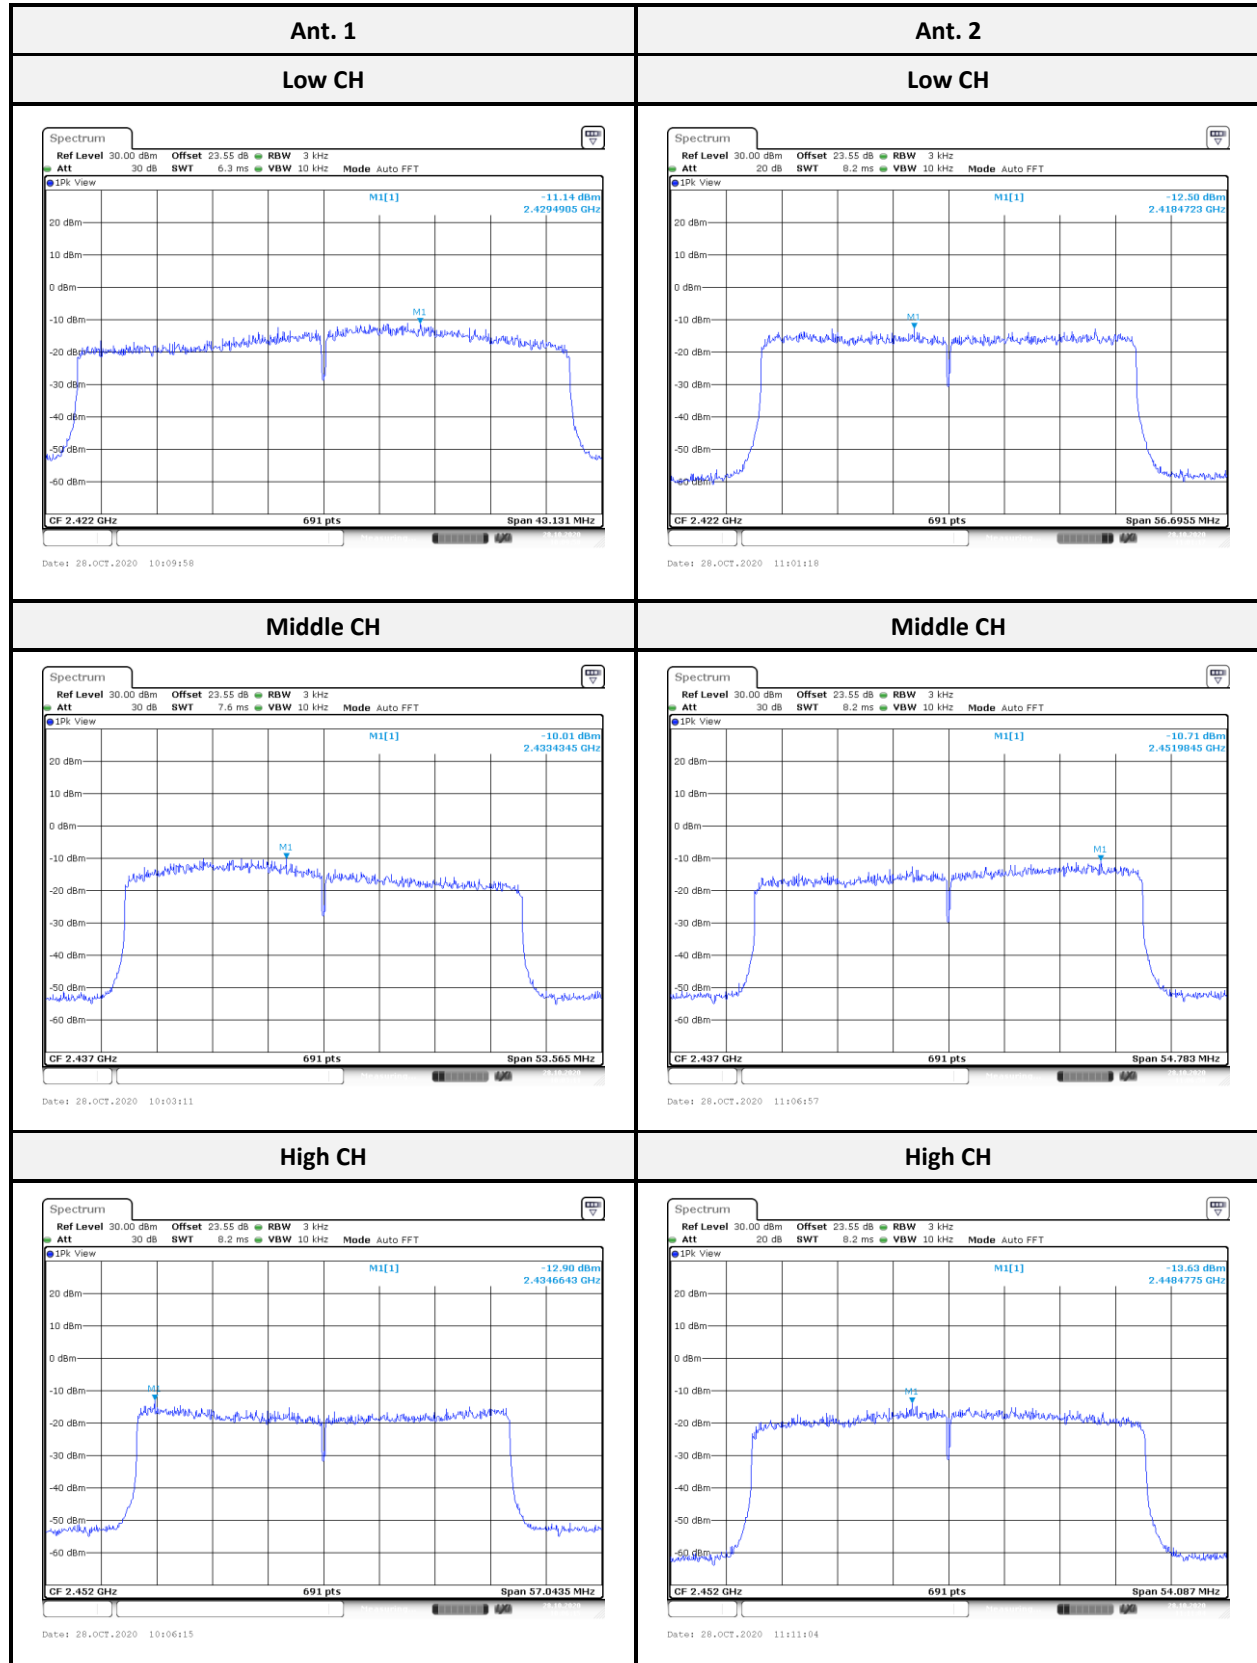 Ant. 1 Ant. 2
Low CH Low CH
Spectrum
Ref Level 30.00 dBm Offset 23.55 dB RBW 3 kHz
Att 30 dB SWT 6.3 ms VBW 10 kHz Mode Auto FFT
1Pk View
M1[1] -11.14 dBm
2.4294905 GHz
20 dBm
10 dBm
0 dBm
M1
-10 dBm
-20 dBm
-30 dBm
-40 dBm
-50 dBm
-60 dBm
CF 2.422 GHz 691 pts Span 43.131 MHz
Date: 28.OCT.2020 10:09:58
Spectrum
Ref Level 30.00 dBm Offset 23.55 dB RBW 3 kHz
Att 20 dB SWT 8.2 ms VBW 10 kHz Mode Auto FFT
1Pk View
M1[1] -12.50 dBm
2.4184723 GHz
20 dBm
10 dBm
0 dBm
M1
-10 dBm
-20 dBm
-30 dBm
-40 dBm
-50 dBm
-60 dBm
CF 2.422 GHz 691 pts Span 56.6955 MHz
Date: 28.OCT.2020 11:01:18
Middle CH Middle CH
Spectrum
Ref Level 30.00 dBm Offset 23.55 dB RBW 3 kHz
Att 30 dB SWT 7.6 ms VBW 10 kHz Mode Auto FFT
1Pk View
M1[1] -10.01 dBm
2.4334345 GHz
20 dBm
10 dBm
0 dBm
M1
-10 dBm
-20 dBm
-30 dBm
-40 dBm
-50 dBm
-60 dBm
CF 2.437 GHz 691 pts Span 53.565 MHz
Date: 28.OCT.2020 10:03:11
Spectrum
Ref Level 30.00 dBm Offset 23.55 dB RBW 3 kHz
Att 30 dB SWT 8.2 ms VBW 10 kHz Mode Auto FFT
1Pk View
M1[1] -10.71 dBm
2.4519845 GHz
20 dBm
10 dBm
0 dBm
M1
-10 dBm
-20 dBm
-30 dBm
-40 dBm
-50 dBm
-60 dBm
CF 2.437 GHz 691 pts Span 54.783 MHz
Date: 28.OCT.2020 11:06:57
High CH High CH
Spectrum
Ref Level 30.00 dBm Offset 23.55 dB RBW 3 kHz
Att 30 dB SWT 8.2 ms VBW 10 kHz Mode Auto FFT
1Pk View
M1[1] -12.90 dBm
2.4346643 GHz
20 dBm
10 dBm
0 dBm
M1
-10 dBm
-20 dBm
-30 dBm
-40 dBm
-50 dBm
-60 dBm
CF 2.452 GHz 691 pts Span 57.0435 MHz
Date: 28.OCT.2020 10:06:15
Spectrum
Ref Level 30.00 dBm Offset 23.55 dB RBW 3 kHz
Att 20 dB SWT 8.2 ms VBW 10 kHz Mode Auto FFT
1Pk View
M1[1] -13.63 dBm
2.4484775 GHz
20 dBm
10 dBm
0 dBm
M1
-10 dBm
-20 dBm
-30 dBm
-40 dBm
-50 dBm
-60 dBm
CF 2.452 GHz 691 pts Span 54.087 MHz
Date: 28.OCT.2020 11:11:04